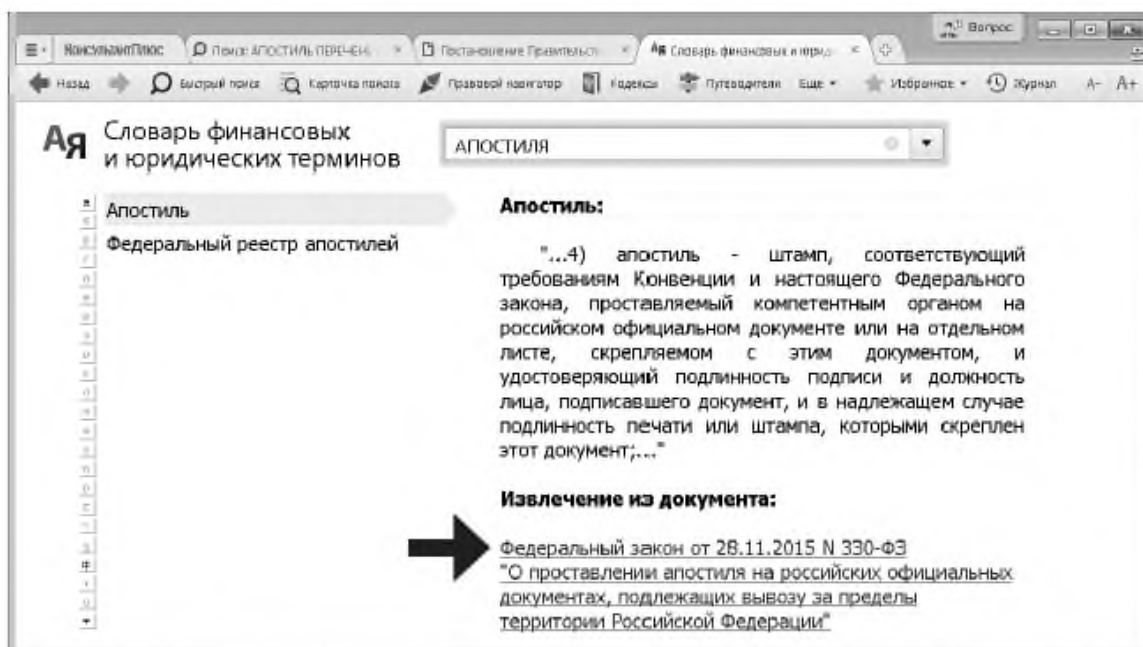 Вопрос
КонсультантПлюс
Поиск: АПОСТИЛЬ ПЕРЕЧЕН
Постановление Правительст
Словарь финансовых и юрид
Назад
Быстрый поиск
Карточка поиска
Правовой навигатор
Кодексы
Путеводители
Еще
Избранное
Журнал
A-
A+
Ая
Словарь финансовых
и юридических терминов
АПОСТИЛЯ
Апостиль
Федеральный реестр апостилей
Апостиль:
"...4) апостиль - штамп, соответствующий
требованиям Конвенции и настоящего Федерального
закона, проставляемый компетентным органом на
российском официальном документе или на отдельном
листе, скрепляемом с этим документом, и
удостоверяющий подлинность подписи и должность
лица, подписавшего документ, и в надлежащем случае
подлинность печати или штампа, которыми скреплен
этот документ;..."
Извлечение из документа:
Федеральный закон от 28.11.2015 N 330-ФЗ
"О проставлении апостиля на российских официальных
документах, подлежащих вывозу за пределы
территории Российской Федерации"